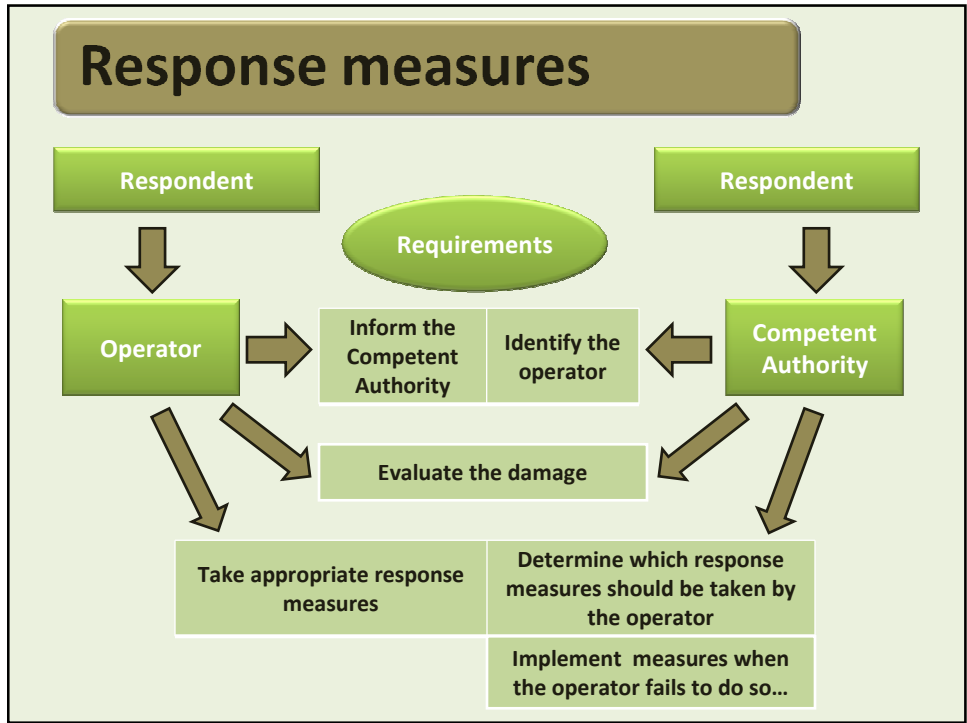 Response measures
Respondent
Respondent
Requirements
Operator
Inform the
Competent
Authority
Identify the
operator
Competent
Authority
Evaluate the damage
Take appropriate response
measures
Determine which response
measures should be taken by
the operator
Implement  measures when
the operator fails to do so…